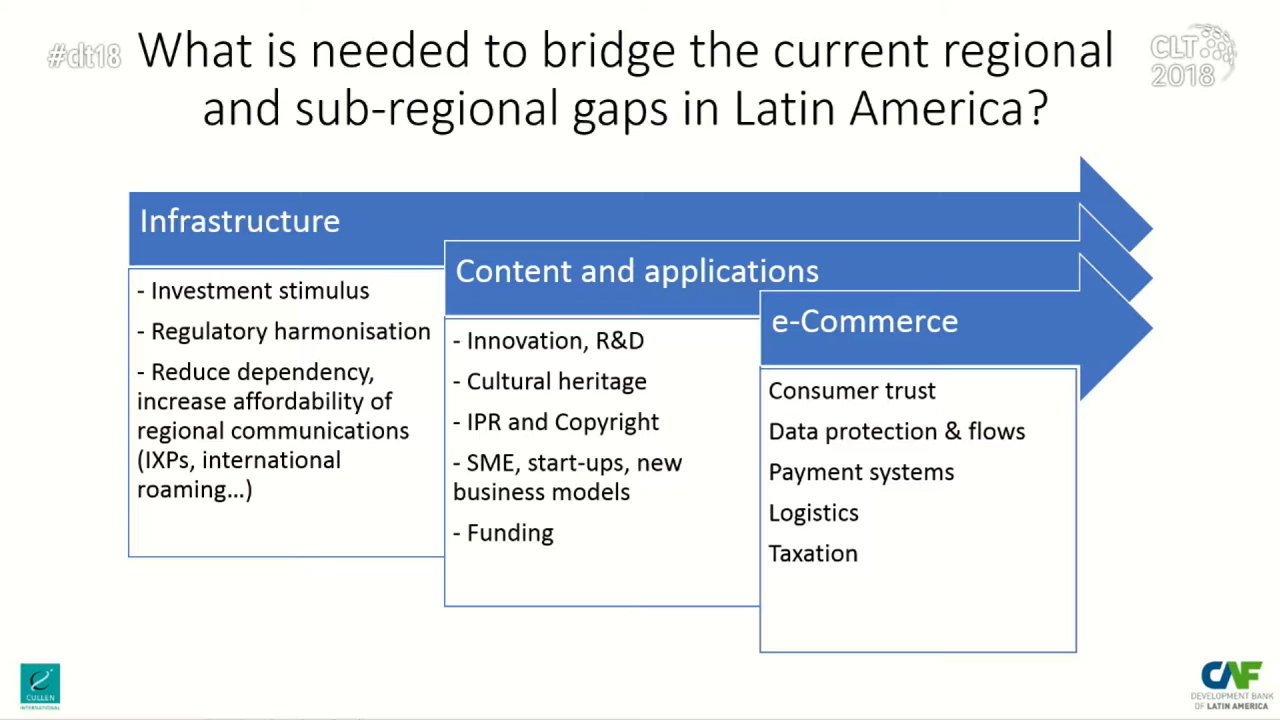 #clt18
What is needed to bridge the current regional
and sub-regional gaps in Latin America?
CLT
2018
Infrastructure
- Investment stimulus
- Regulatory harmonisation
- Reduce dependency,
increase affordability of
regional communications
(IXPs, international
roaming...)
Content and applications
- Innovation, R&D
- Cultural heritage
- IPR and Copyright
- SME, start-ups, new
business models
- Funding
e-Commerce
Consumer trust
Data protection & flows
Payment systems
Logistics
Taxation
CULLEN
INTERNATIONAL
CAF
DEVELOPMENT BANK
OF LATIN AMERICA